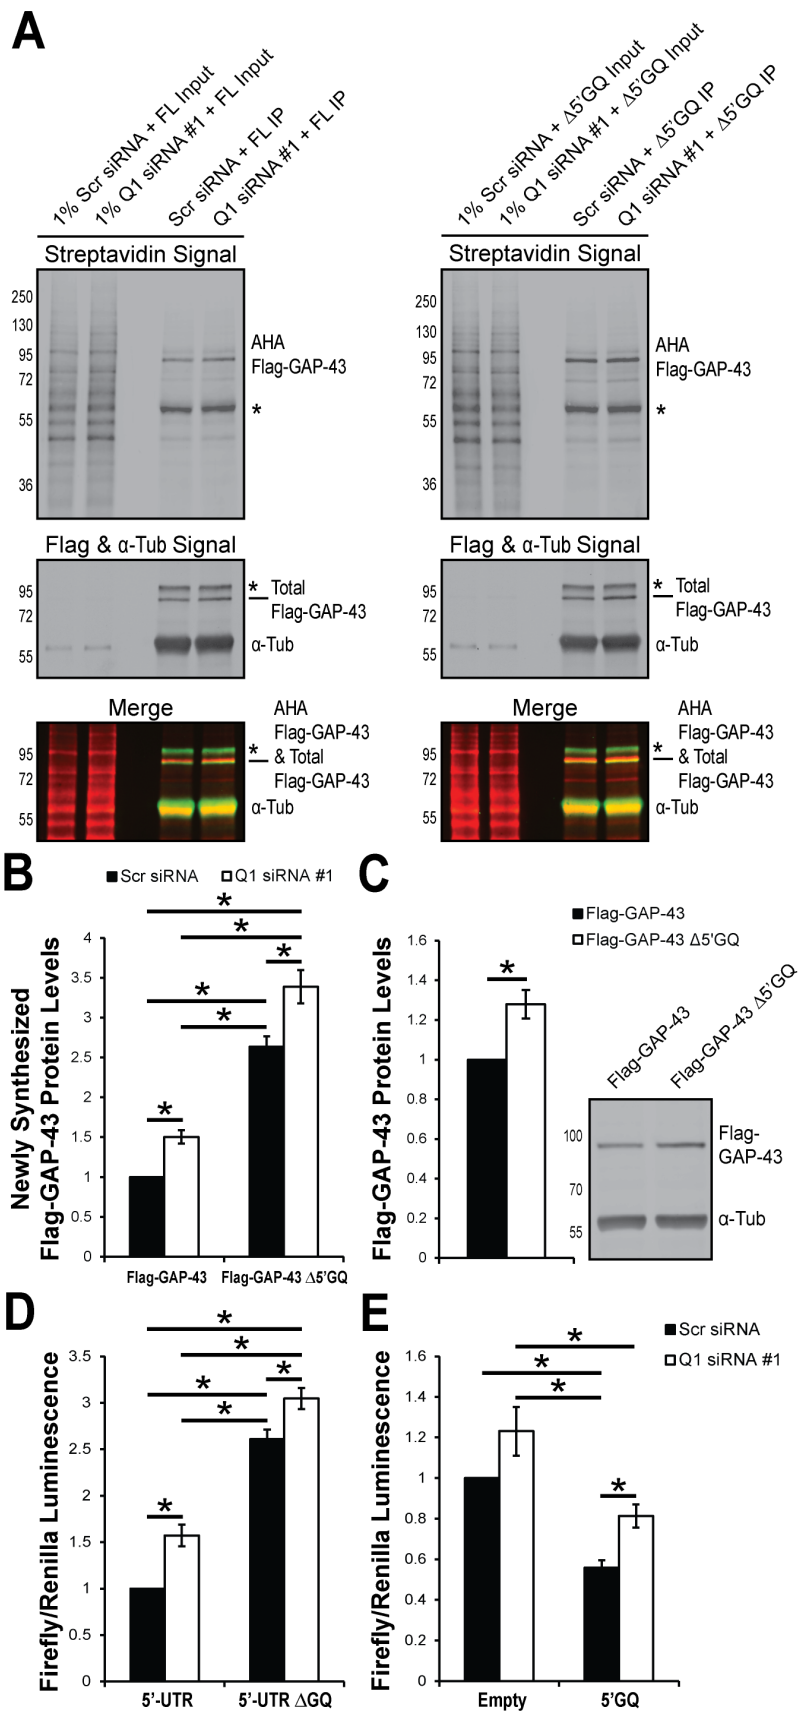 A
1% Scr siRNA + FL Input
1% Q1 siRNA #1 + FL Input
Scr siRNA + FL IP
Q1 siRNA #1 + FL IP
Streptavidin Signal
250
130
95
72
55
36
AHA
Flag-GAP-43
*
Flag & α-Tub Signal
95
72
55
* Total
Flag-GAP-43
α-Tub
Merge
95
72
55
AHA
Flag-GAP-43
* & Total
Flag-GAP-43
α-Tub
1% Scr siRNA + Δ5'GQ Input
1% Q1 siRNA #1 + Δ5'GQ Input
Scr siRNA + Δ5'GQ IP
Q1 siRNA #1 + Δ5'GQ IP
Streptavidin Signal
250
130
95
72
55
36
AHA
Flag-GAP-43
*
Flag & α-Tub Signal
95
72
55
* Total
Flag-GAP-43
α-Tub
Merge
95
72
55
AHA
Flag-GAP-43
* & Total
Flag-GAP-43
α-Tub
B
Scr siRNA
Q1 siRNA #1
Newly Synthesized
Flag-GAP-43 Protein Levels
4
3.5
3
2.5
2
1.5
1
0.5
0
*
*
*
*
*
*
Flag-GAP-43
Flag-GAP-43 Δ5'GQ
C
Flag-GAP-43
Flag-GAP-43 Δ5'GQ
Flag-GAP-43 Protein Levels
1.6
1.4
1.2
1
0.8
0.6
0.4
0.2
0
*
Flag-GAP-43
Flag-GAP-43 Δ5'GQ
100
70
55
Flag-
GAP-43
α-Tub
D
Firefly/Renilla Luminescence
3.5
3
2.5
2
1.5
1
0.5
0
*
*
*
*
*
*
5'-UTR
5'-UTR ΔGQ
E
Scr siRNA
Q1 siRNA #1
Firefly/Renilla Luminescence
1.6
1.4
1.2
1
0.8
0.6
0.4
0.2
0
*
*
*
*
Empty
5'GQ